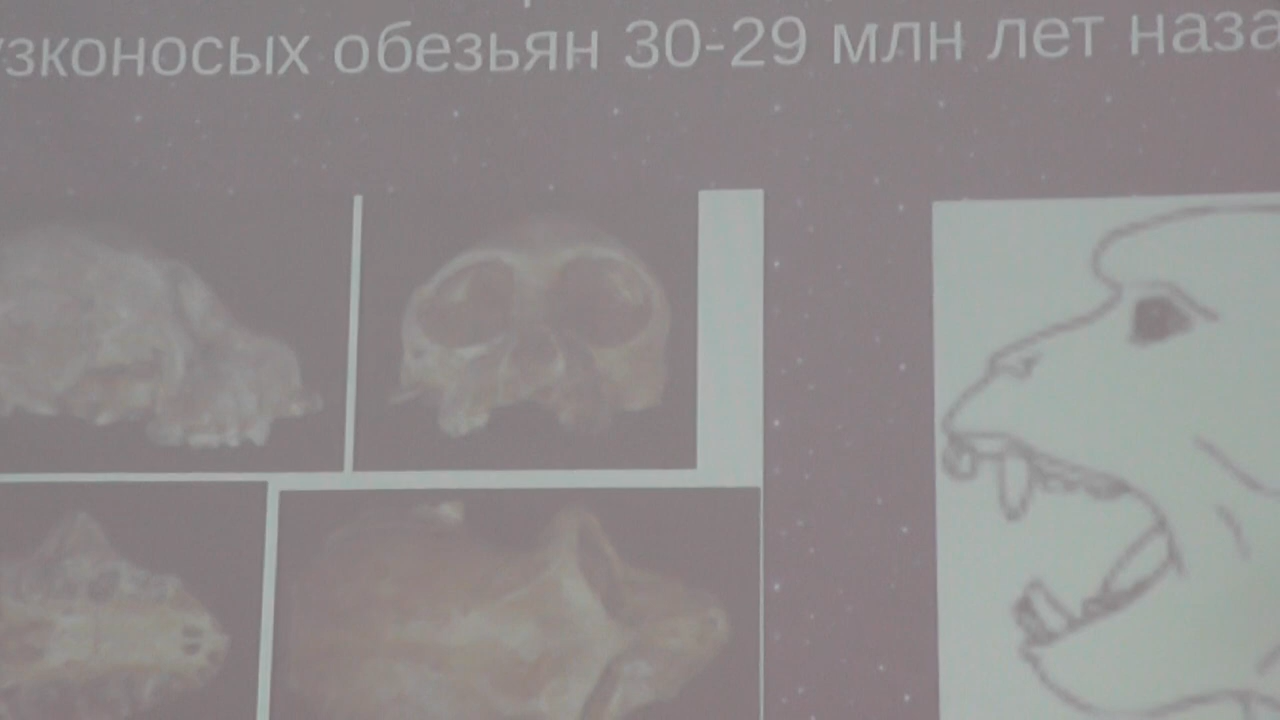 узконосых обезьян 30-29 млн лет наза